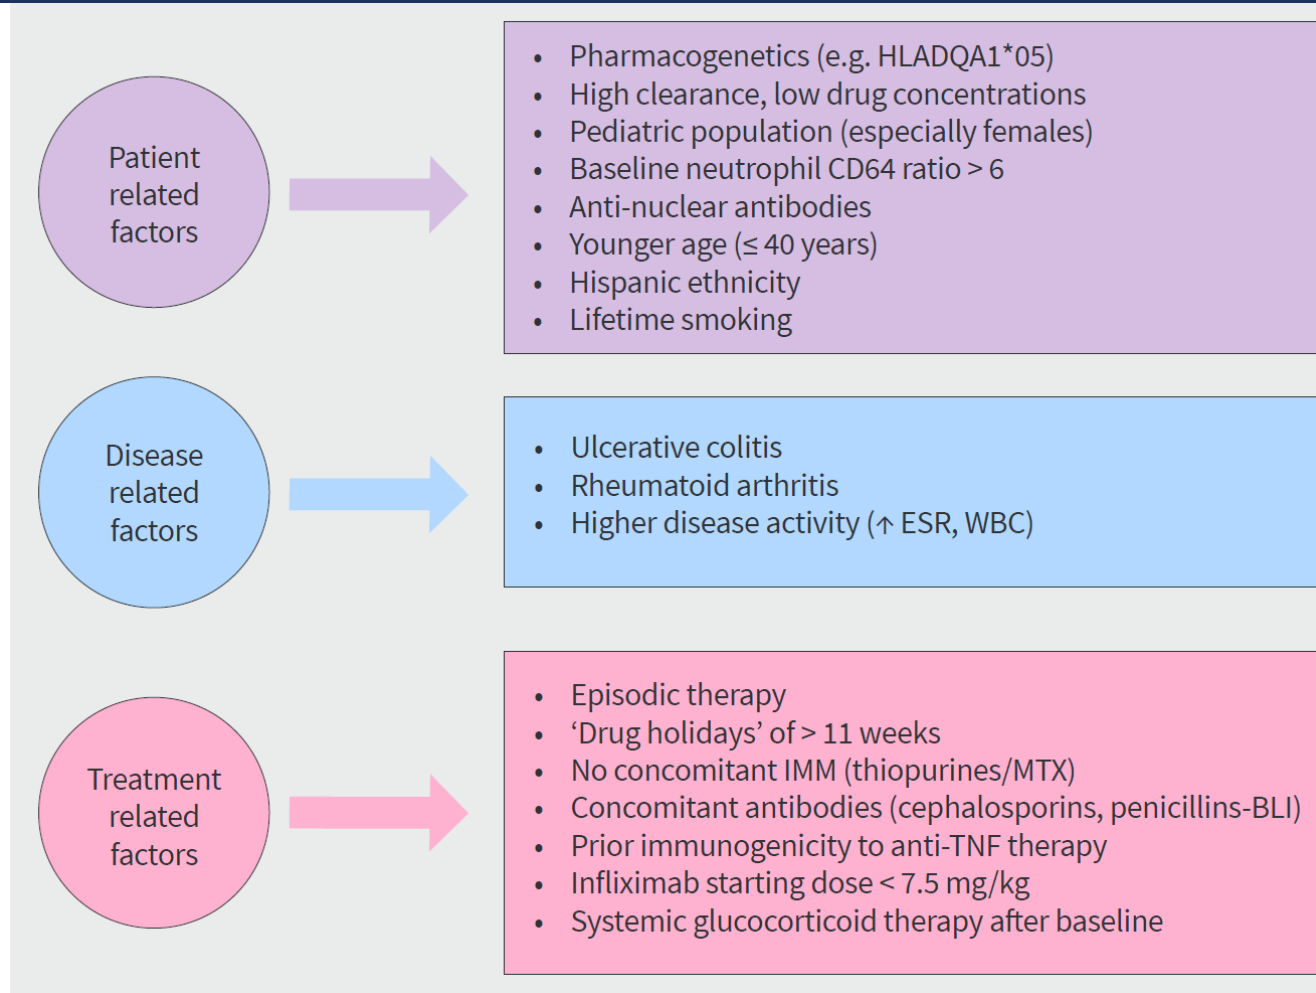 Patient
related
factors
• Pharmacogenetics (e.g. HLADQA1*05)
• High clearance, low drug concentrations
• Pediatric population (especially females)
• Baseline neutrophil CD64 ratio > 6
• Anti-nuclear antibodies
• Younger age (≤ 40 years)
• Hispanic ethnicity
• Lifetime smoking
Disease
related
factors
• Ulcerative colitis
• Rheumatoid arthritis
• Higher disease activity (↑ ESR, WBC)
Treatment
related
factors
• Episodic therapy
• ‘Drug holidays’ of > 11 weeks
• No concomitant IMM (thiopurines/MTX)
• Concomitant antibodies (cephalosporins, penicillins-BLI)
• Prior immunogenicity to anti-TNF therapy
• Infliximab starting dose < 7.5 mg/kg
• Systemic glucocorticoid therapy after baseline